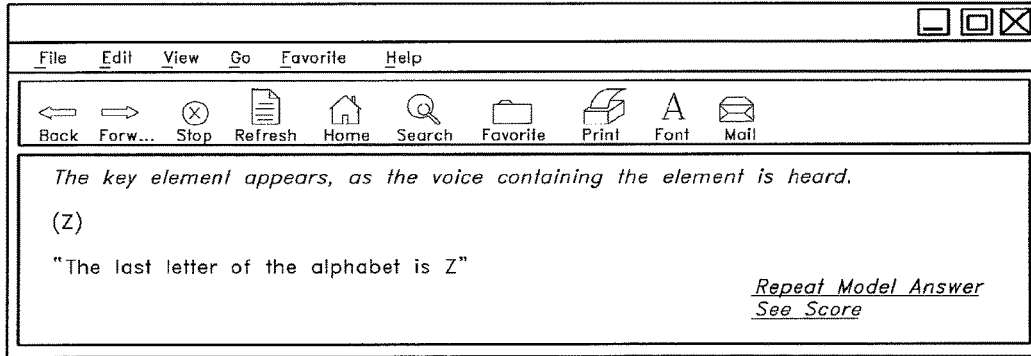 File Edit View Go Favorite Help
Back Forw... Stop Refresh Home Search Favorite Print A Font Mail
The key element appears, as the voice containing the element is heard.
(Z)
"The last letter of the alphabet is Z"
Repeat Model Answer
See Score